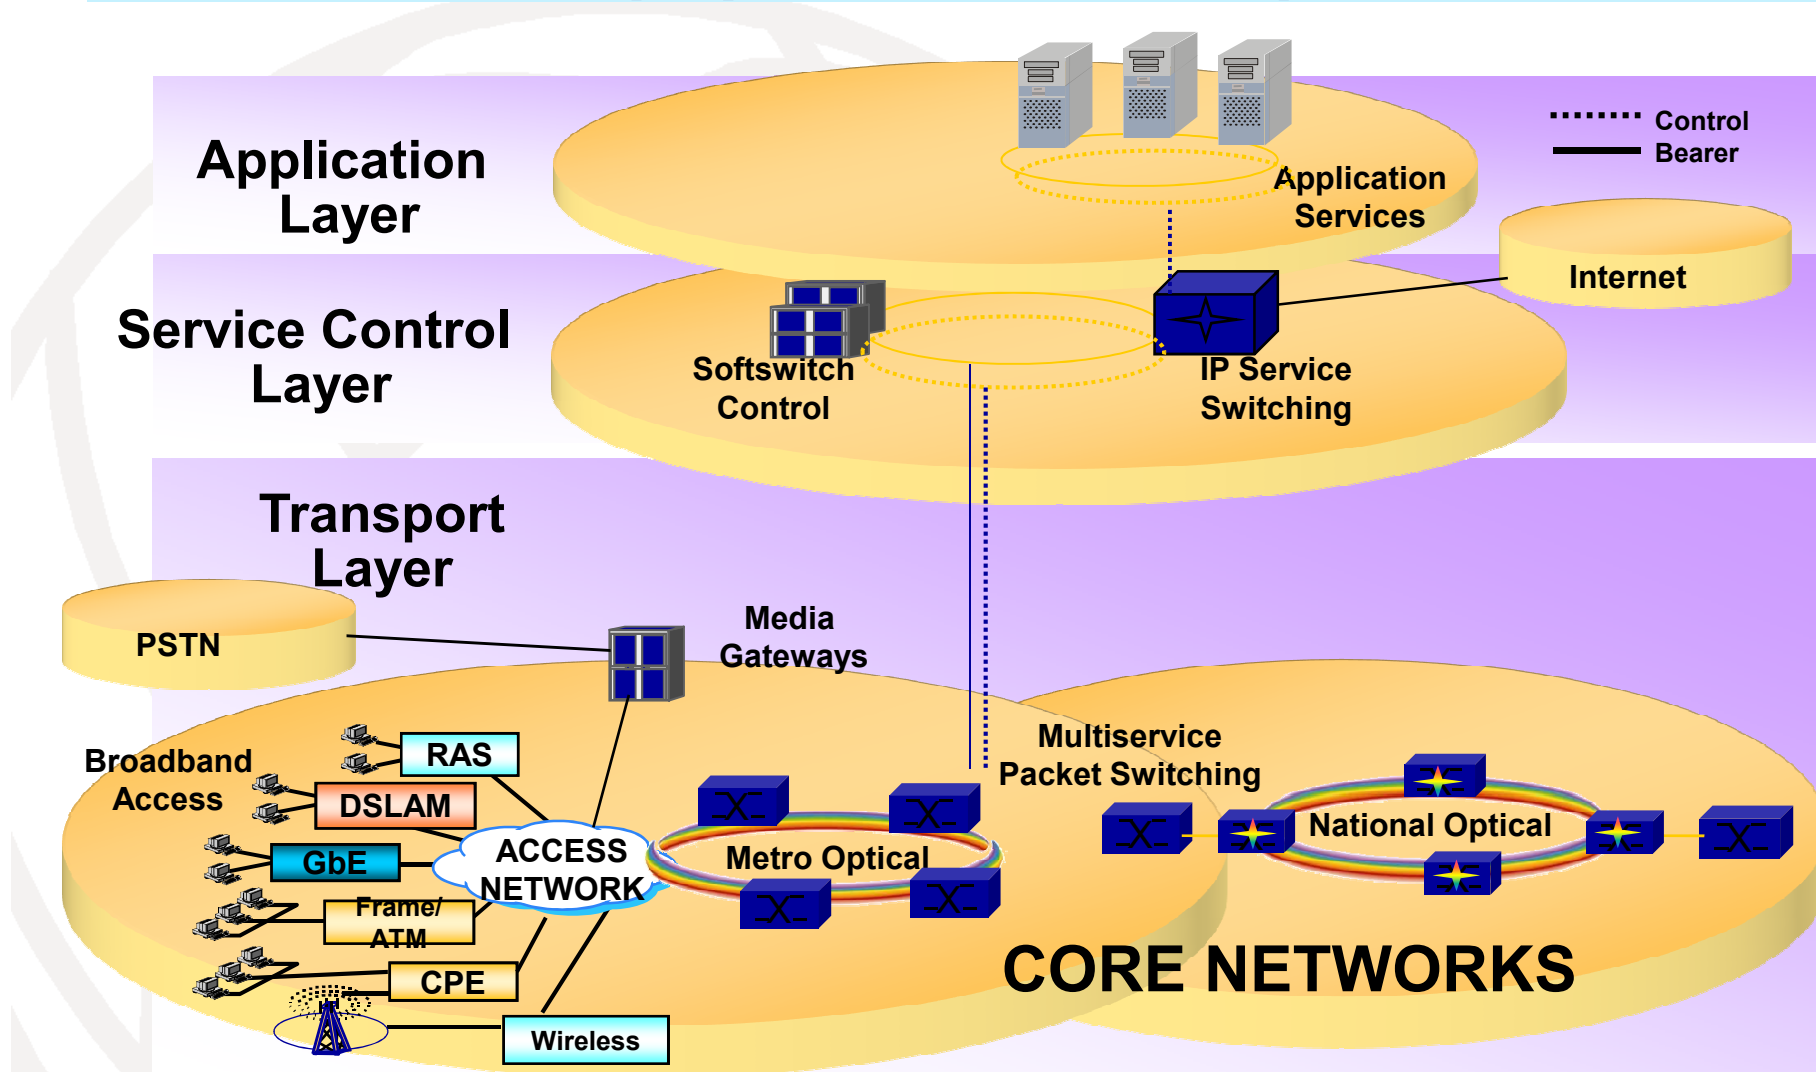 Application
Layer
Control
Bearer
Application
Services
Internet
Service Control
Layer
Softswitch
Control
IP Service
Switching
Transport
Layer
PSTN
Media
Gateways
Broadband
Access
RAS
DSLAM
GbE
Frame/
ATM
CPE
Wireless
ACCESS
NETWORK
Metro Optical
Multiservice
Packet Switching
National Optical
CORE NETWORKS